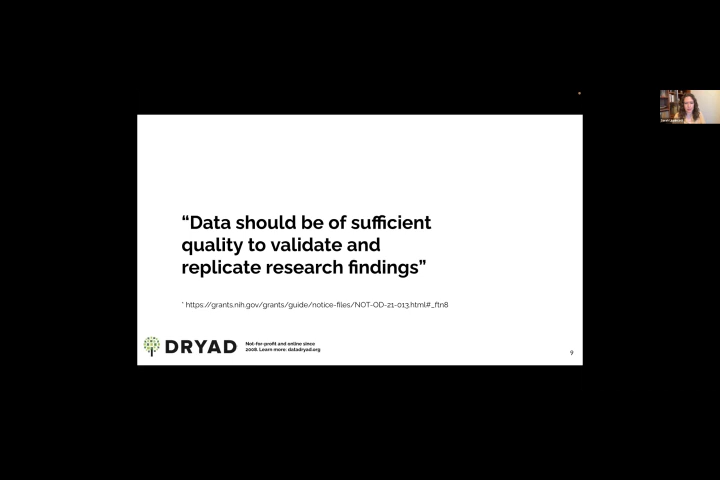 “Data should be of sufficient
quality to validate and
replicate research findings”
* https://grants.nih.gov/grants/guide/notice-files/NOT-OD-21-013.html#_ftn8
DRYAD
Not-for-profit and online since
2008. Learn more: datadryad.org
9